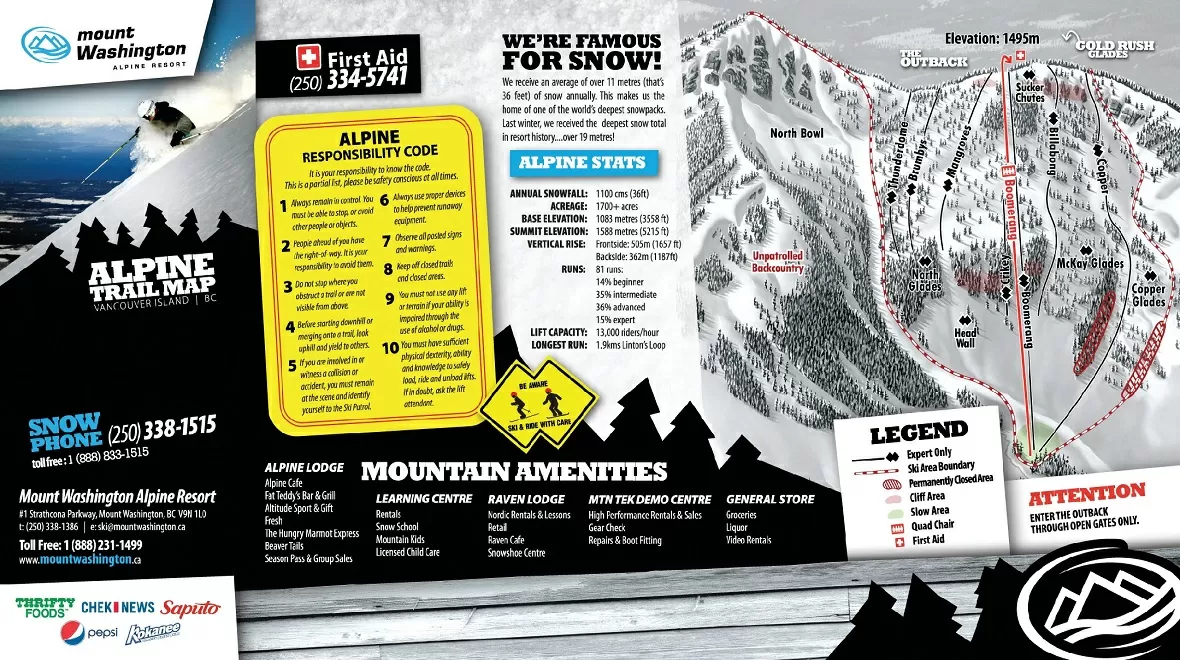 mount
Washington
ALPINE RESORT
ALPINE
TRAIL MAP
VANCOUVER ISLAND | BC
SNOW
PHONE (250) 338-1515
toll free : 1 (888) 833-1515
Mount Washington Alpine Resort
#1 Strathcona Parkway, Mount Washington, BC V9N 1L0
t: (250) 338-1386 | e: ski@mountwashington.ca
Toll Free: 1 (888) 231-1499
www.mountwashington.ca
THRIFTY
FOODS
CHEK NEWS
Saputo
pepsi
Kokanee
First Aid
(250) 334-5741
ALPINE
RESPONSIBILITY CODE
It is your responsibility to know the code.
This is a partial list, please be safety conscious at all times.
1 Always remain in control. You
must be able to stop, or avoid
other people or objects.
2 People ahead of you have
the right-of-way. It is your
responsibility to avoid them.
3 Do not stop where you
obstruct a trail or are not
visible from above.
4 Before starting downhill or
merging onto a trail, look
uphill and yield to others.
5 If you are involved in or
witness a collision or
accident, you must remain
at the scene and identify
yourself to the Ski Patrol.
6 Always use proper devices
to help prevent runaway
equipment.
7 Observe all posted signs
and warnings.
8 Keep off closed trails
and closed areas.
9 You must not use any lift
or terrain if your ability is
impaired through the
use of alcohol or drugs.
10 You must have sufficient
physical dexterity, ability
and knowledge to safely
load, ride and unload lifts.
If in doubt, ask the lift
attendant.
BE AWARE
SKI & RIDE WITH CARE
WE'RE FAMOUS
FOR SNOW!
We receive an average of over 11 metres (that's
36 feet) of snow annually. This makes us the
home of one of the world's deepest snowpacks.
Last winter, we received the deepest snow total
in resort history....over 19 metres!
ALPINE STATS
ANNUAL SNOWFALL: 1100 cms (36ft)
ACREAGE: 1700+ acres
BASE ELEVATION: 1083 metres (3558 ft)
SUMMIT ELEVATION: 1588 metres (5215 ft)
VERTICAL RISE: Frontside: 505m (1657 ft)
Backside: 362m (1187ft)
RUNS: 81 runs:
14% beginner
35% intermediate
36% advanced
15% expert
LIFT CAPACITY: 13,000 riders/hour
LONGEST RUN: 1.9kms Linton's Loop
MOUNTAIN AMENITIES
ALPINE LODGE
Alpine Cafe
Fat Teddy's Bar & Grill
Altitude Sport & Gift
Fresh
The Hungry Marmot Express
Beaver Tails
Season Pass & Group Sales
LEARNING CENTRE
Rentals
Snow School
Mountain Kids
Licensed Child Care
RAVEN LODGE
Nordic Rentals & Lessons
Retail
Raven Cafe
Snowshoe Centre
MTN TEK DEMO CENTRE
High Performance Rentals & Sales
Gear Check
Repairs & Boot Fitting
GENERAL STORE
Groceries
Liquor
Video Rentals
Elevation: 1495m
THE
OUTBACK
GOLD RUSH
GLADES
Sucker
Chutes
North Bowl
Thunderdome
Brumbys
Mangroves
Boomerang
Billabong
Copper
Unpatrolled
Backcountry
North
Glades
Kyla's
Boomerang
McKay Glades
Copper
Glades
Head
Wall
LEGEND
Expert Only
Ski Area Boundary
Permanently Closed Area
Cliff Area
Slow Area
Quad Chair
First Aid
ATTENTION
ENTER THE OUTBACK
THROUGH OPEN GATES ONLY.